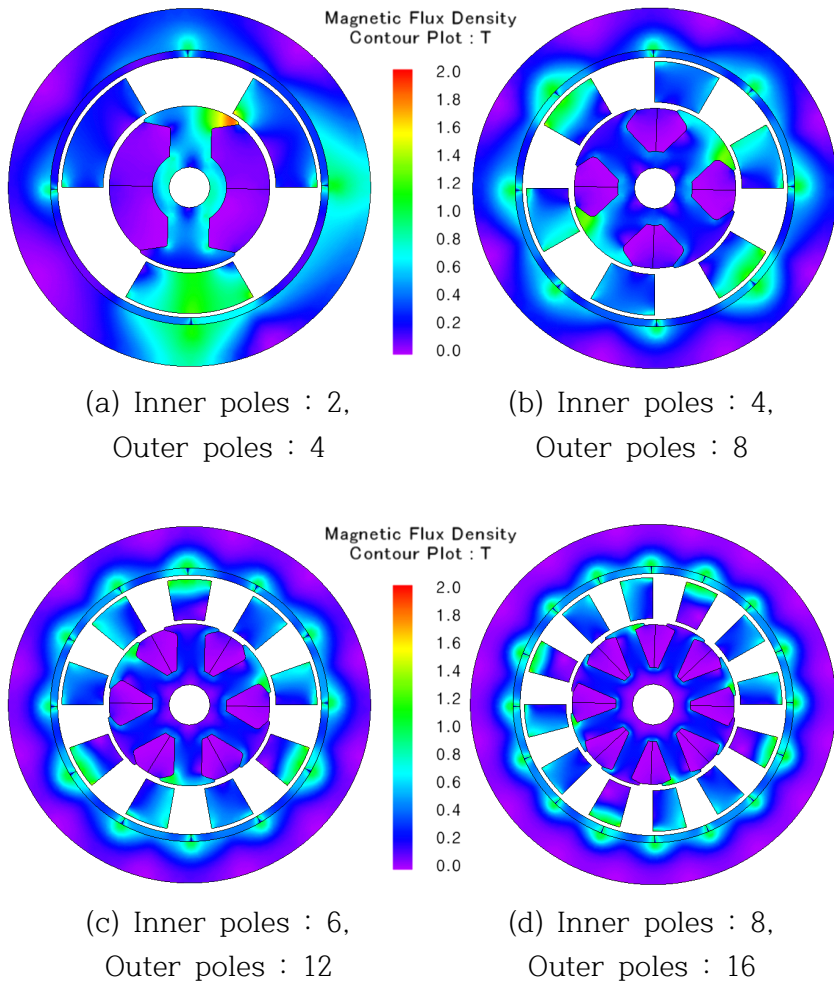 Magnetic Flux Density
Contour Plot : T
2.0
1.8
1.6
1.4
1.2
1.0
0.8
0.6
0.4
0.2
0.0
(a) Inner poles : 2,
Outer poles : 4
(b) Inner poles : 4,
Outer poles : 8
Magnetic Flux Density
Contour Plot : T
2.0
1.8
1.6
1.4
1.2
1.0
0.8
0.6
0.4
0.2
0.0
(c) Inner poles : 6,
Outer poles : 12
(d) Inner poles : 8,
Outer poles : 16